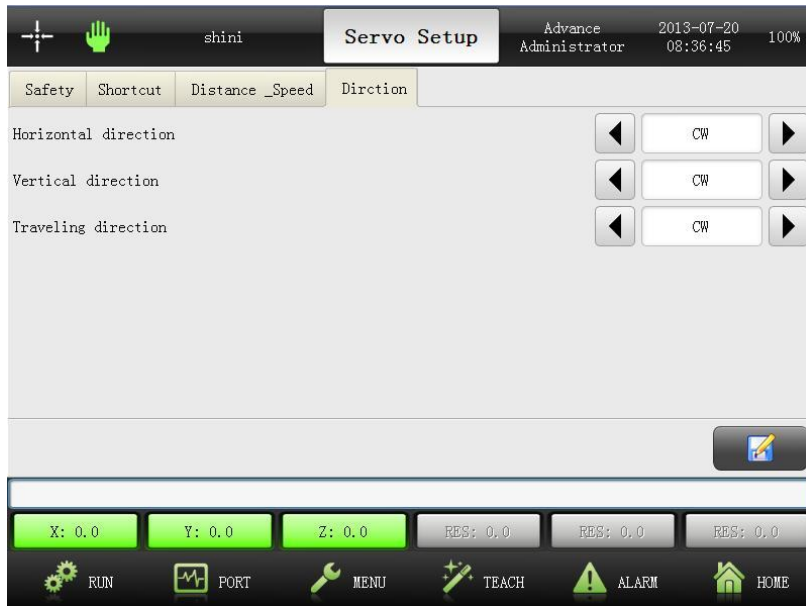 shini
Servo Setup
Advance
Administrator
2013-07-20
08:36:45
100%
Safety
Shortcut
Distance _Speed
Dirction
Horizontal direction
CW
Vertical direction
CW
Traveling direction
CW
X: 0.0
Y: 0.0
Z: 0.0
RES: 0.0
RES: 0.0
RES: 0.0
RUN
PORT
MENU
TEACH
ALARM
HOME